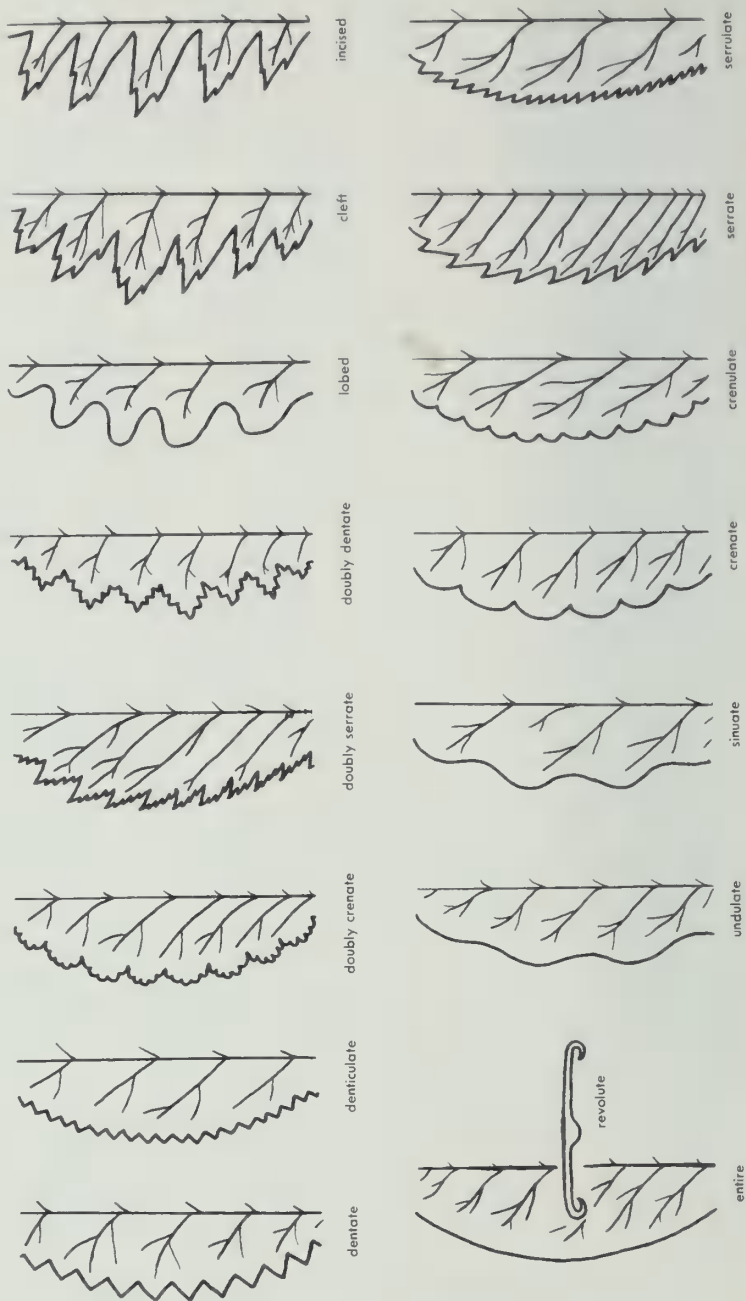 dentate
denticulate
doubly crenate
doubly serrate
doubly dentate
lobed
cleft
incised
entire
revolute
undulate
sinuate
crenate
crenulate
serrate
serrulate